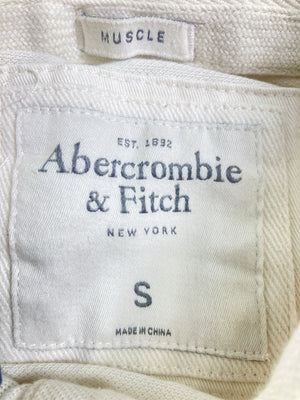 MUSCLE
EST. 1892
Abercrombie
& Fitch
NEW YORK
S
MADE IN CHINA